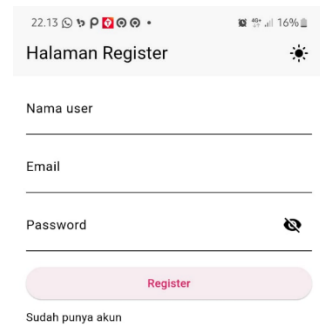 22.13 16%
Halaman Register
Nama user
Email
Password
Register
Sudah punya akun